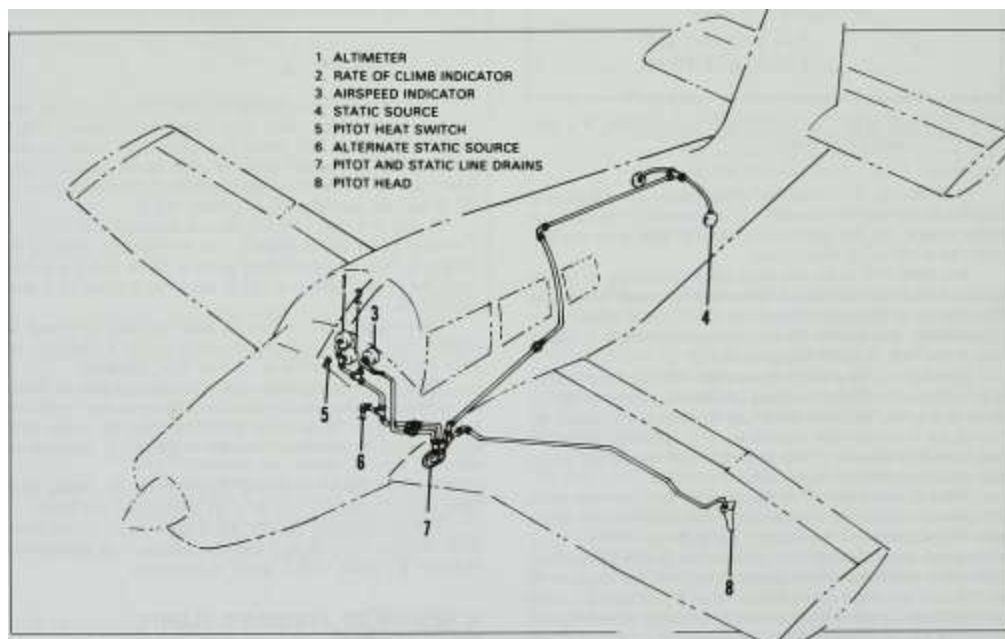 1 ALTIMETER
2 RATE OF CLIMB INDICATOR
3 AIRSPEED INDICATOR
4 STATIC SOURCE
5 PITOT HEAT SWITCH
6 ALTERNATE STATIC SOURCE
7 PITOT AND STATIC LINE DRAINS
8 PITOT HEAD
1
2
3
4
5
6
7
8